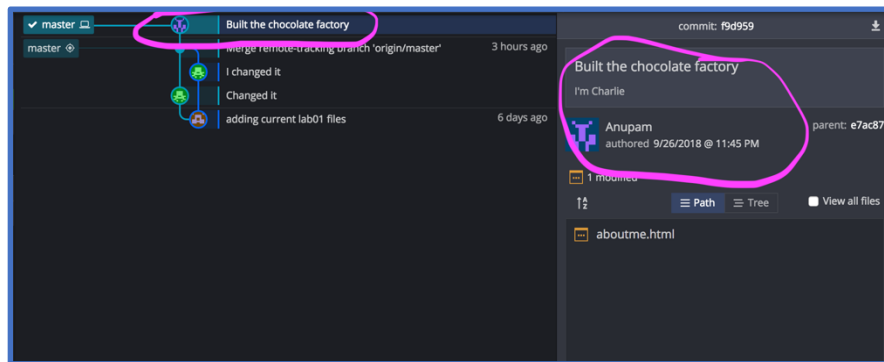 master
Built the chocolate factory
master
Merge remote-tracking branch 'origin/master'
3 hours ago
I changed it
Changed it
adding current lab01 files
6 days ago
commit: f9d959
Built the chocolate factory
I'm Charlie
Anupam
authored 9/26/2018 @ 11:45 PM
parent: e7ac87
1 modified
A
Z
Path
Tree
View all files
aboutme.html